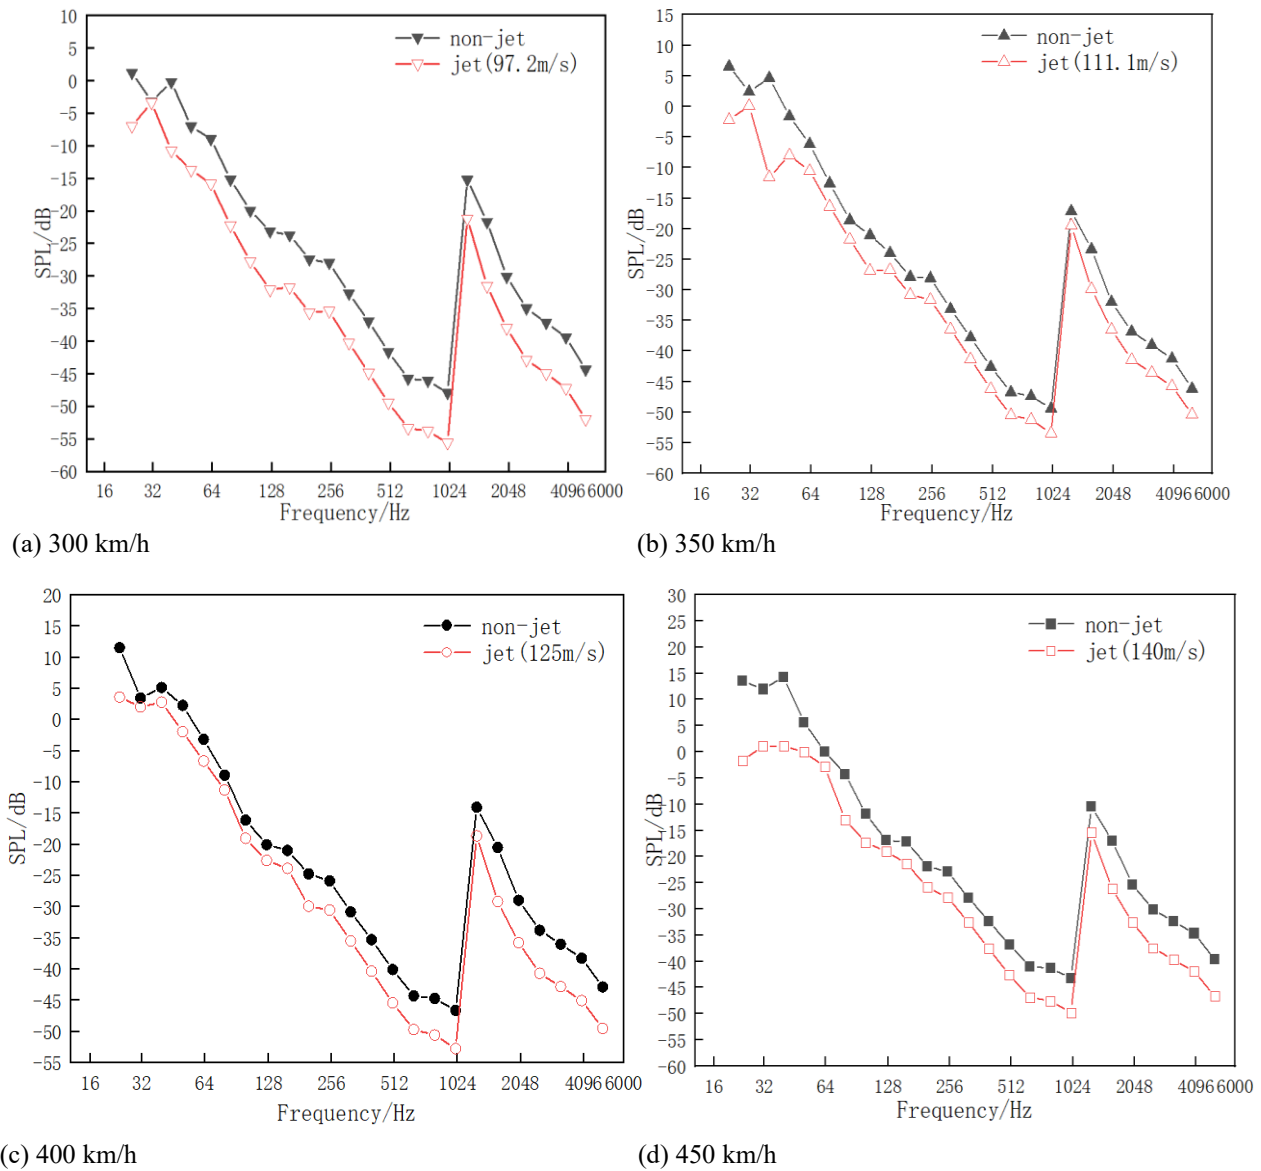 10
5
0
-5
-10
-15
-20
-25
-30
-35
-40
-45
-50
-55
-60
SPL/dB
non-jet
jet(97.2m/s)
16 32 64 128 256 512 1024 2048 4096 6000
Frequency/Hz
(a) 300 km/h
15
10
5
0
-5
-10
-15
-20
-25
-30
-35
-40
-45
-50
-55
-60
SPL/dB
non-jet
jet(111.1m/s)
16 32 64 128 256 512 1024 2048 4096 6000
Frequency/Hz
(b) 350 km/h
20
15
10
5
0
-5
-10
-15
-20
-25
-30
-35
-40
-45
-50
-55
SPL/dB
non-jet
jet(125m/s)
16 32 64 128 256 512 1024 2048 4096 6000
Frequency/Hz
(c) 400 km/h
30
25
20
15
10
5
0
-5
-10
-15
-20
-25
-30
-35
-40
-45
-50
-55
-60
SPL/dB
non-jet
jet(140m/s)
16 32 64 128 256 512 1024 2048 4096 6000
Frequency/Hz
(d) 450 km/h